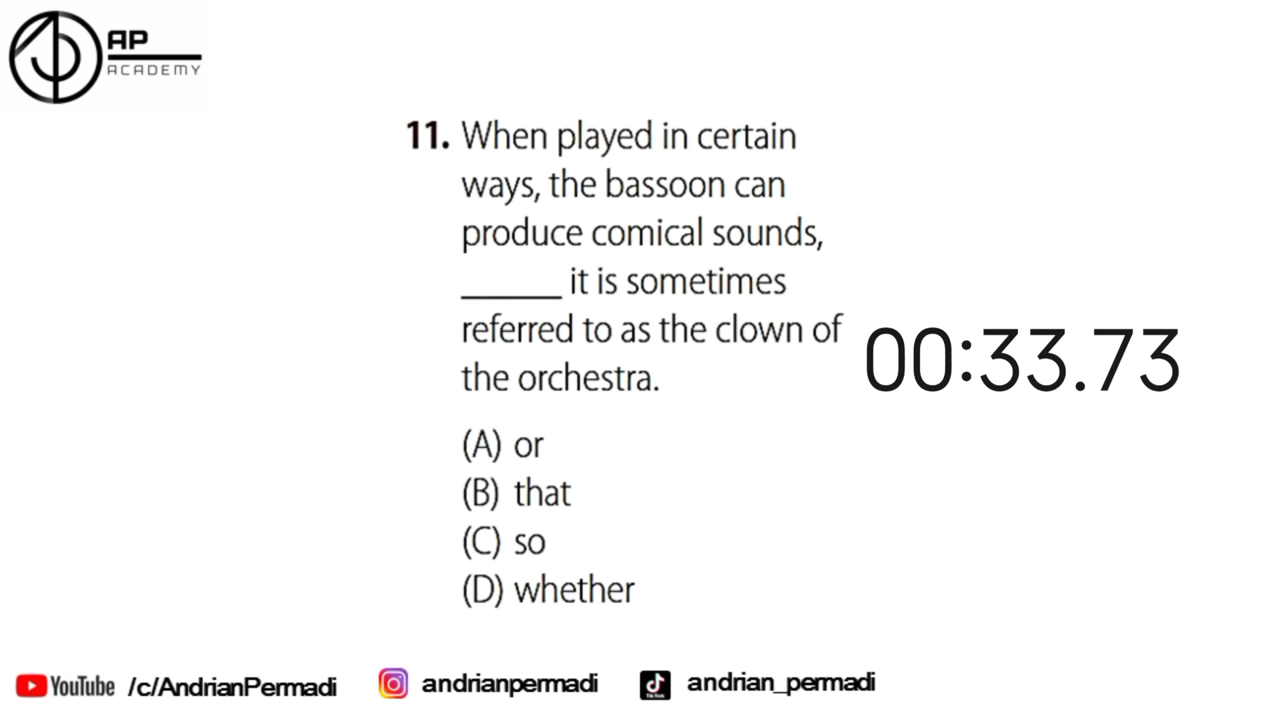 AP
ACADEMY
11. When played in certain
ways, the bassoon can
produce comical sounds,
______ it is sometimes
referred to as the clown of
the orchestra.
00:33.73
(A) or
(B) that
(C) so
(D) whether
YouTube /c/AndrianPermadi
andrianpermadi
andrian_permadi